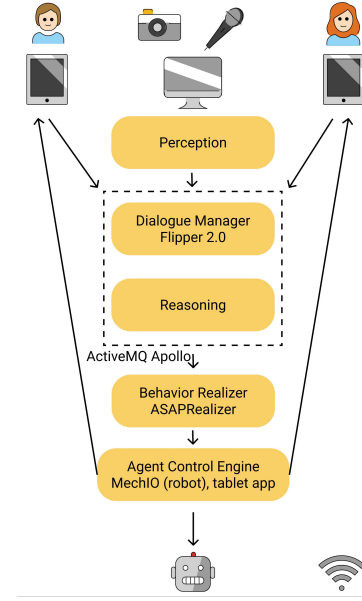 Perception
Dialogue Manager
Flipper 2.0
Reasoning
ActiveMQ Apollo
Behavior Realizer
ASAPRealizer
Agent Control Engine
MechIO (robot), tablet app